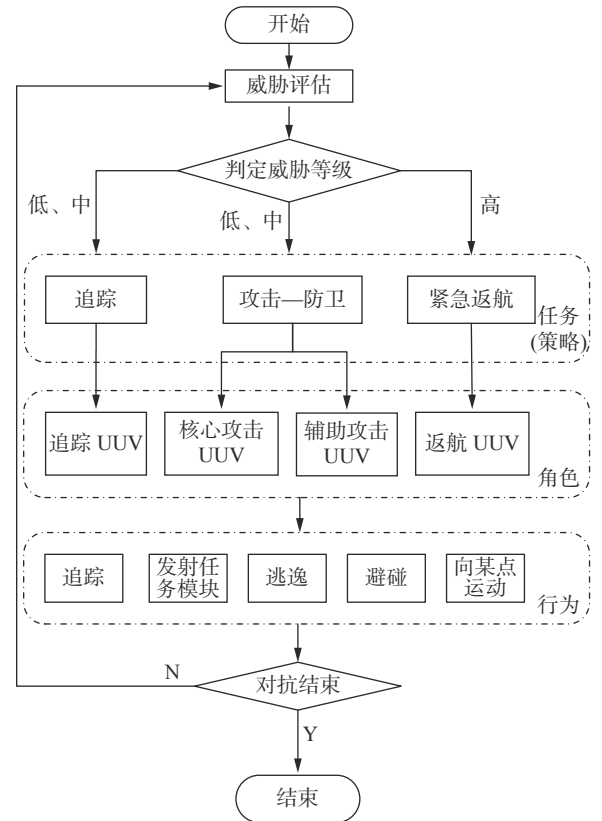 开始
威胁评估
判定威胁等级
低、中
低、中
高
追踪
攻击—防卫
紧急返航
任务
(策略)
追踪 UUV
核心攻击
UUV
辅助攻击
UUV
返航 UUV
角色
追踪
发射任
务模块
逃逸
避碰
向某点
运动
行为
N
对抗结束
Y
结束